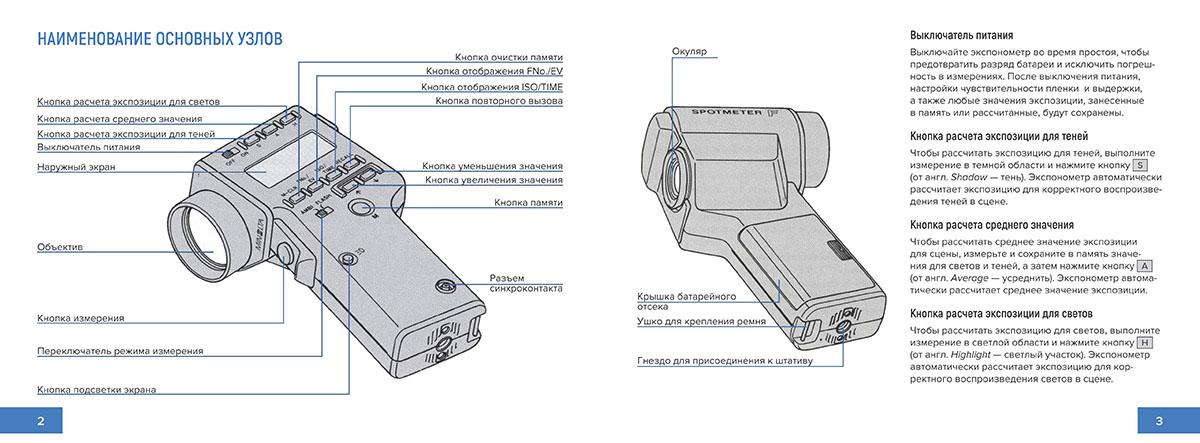 НАИМЕНОВАНИЕ ОСНОВНЫХ УЗЛОВ
Кнопка очистки памяти
Кнопка отображения FNo./EV
Кнопка отображения ISO/TIME
Кнопка повторного вызова
Кнопка расчета экспозиции для светов
Кнопка расчета среднего значения
Кнопка расчета экспозиции для теней
Выключатель питания
Наружный экран
Кнопка уменьшения значения
Кнопка увеличения значения
Кнопка памяти
Объектив
Разъем
синхроконтакта
Кнопка измерения
Переключатель режима измерения
Кнопка подсветки экрана
OFF ON S A H
M-CLR FNo./EV ISO/TIME RECALL
AMBI FLASH
M
MINOLTA
2
Окуляр
SPOTMETER F
Крышка батарейного
отсека
Ушко для крепления ремня
Гнездо для присоединения к штативу
Выключатель питания
Выключайте экспонометр во время простоя, чтобы
предотвратить разряд батареи и исключить погреш-
ность в измерениях. После выключения питания,
настройки чувствительности пленки и выдержки,
а также любые значения экспозиции, занесенные
в память или рассчитанные, будут сохранены.
Кнопка расчета экспозиции для теней
Чтобы рассчитать экспозицию для теней, выполните
измерение в темной области и нажмите кнопку S
(от англ. Shadow — тень). Экспонометр автоматически
рассчитает экспозицию для корректного воспроизве-
дения теней в сцене.
Кнопка расчета среднего значения
Чтобы рассчитать среднее значение экспозиции
для сцены, измерьте и сохраните в память значе-
ния для светов и теней, а затем нажмите кнопку A
(от англ. Average — усреднить). Экспонометр автома-
тически рассчитает среднее значение экспозиции.
Кнопка расчета экспозиции для светов
Чтобы рассчитать экспозицию для светов, выполните
измерение в светлой области и нажмите кнопку H
(от англ. Highlight — светлый участок). Экспонометр
автоматически рассчитает экспозицию для кор-
ректного воспроизведения светов в сцене.
3